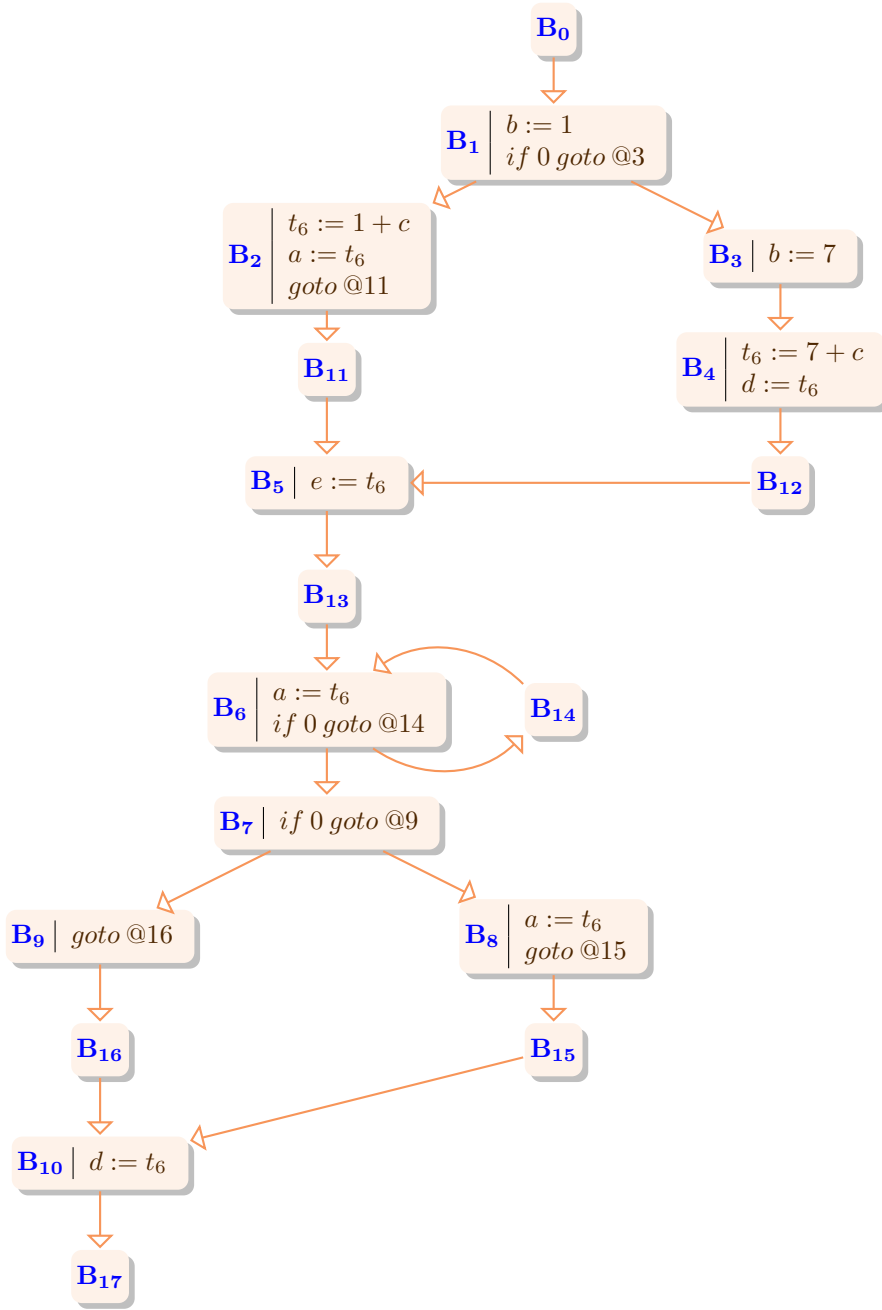 B₀
B₁ b := 1
if 0 goto @3
B₂ t₆ := 1 + c
a := t₆
goto @11
B₃ b := 7
B₁₁
B₄ t₆ := 7 + c
d := t₆
B₅ e := t₆
B₁₂
B₁₃
B₆ a := t₆
if 0 goto @14
B₁₄
B₇ if 0 goto @9
B₉ goto @16
B₈ a := t₆
goto @15
B₁₆
B₁₅
B₁₀ d := t₆
B₁₇